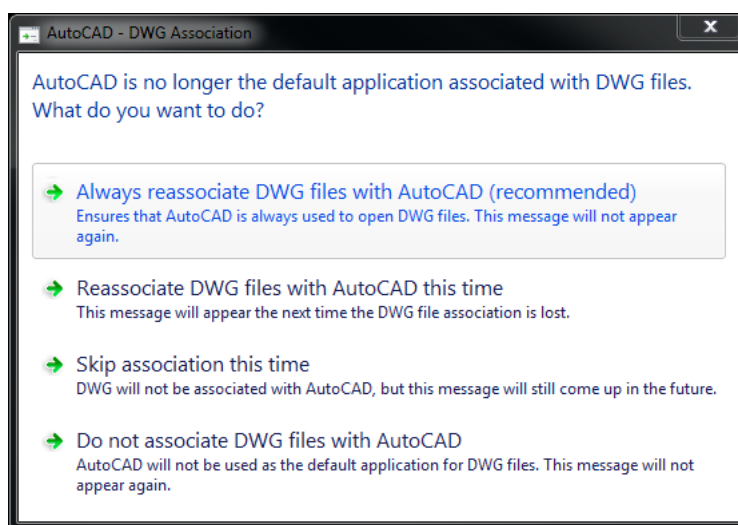 AutoCAD - DWG Association
x
AutoCAD is no longer the default application associated with DWG files.
What do you want to do?
Always reassociate DWG files with AutoCAD (recommended)
Ensures that AutoCAD is always used to open DWG files. This message will not appear
again.
Reassociate DWG files with AutoCAD this time
This message will appear the next time the DWG file association is lost.
Skip association this time
DWG will not be associated with AutoCAD, but this message will still come up in the future.
Do not associate DWG files with AutoCAD
AutoCAD will not be used as the default application for DWG files. This message will not
appear again.